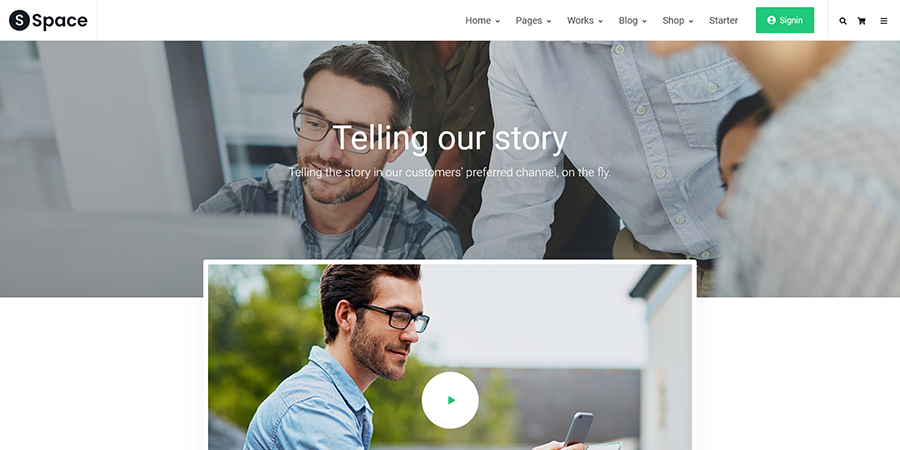 S Space
Home Pages Works Blog Shop Starter Signin
Telling our story
Telling the story in our customers' preferred channel, on the fly.